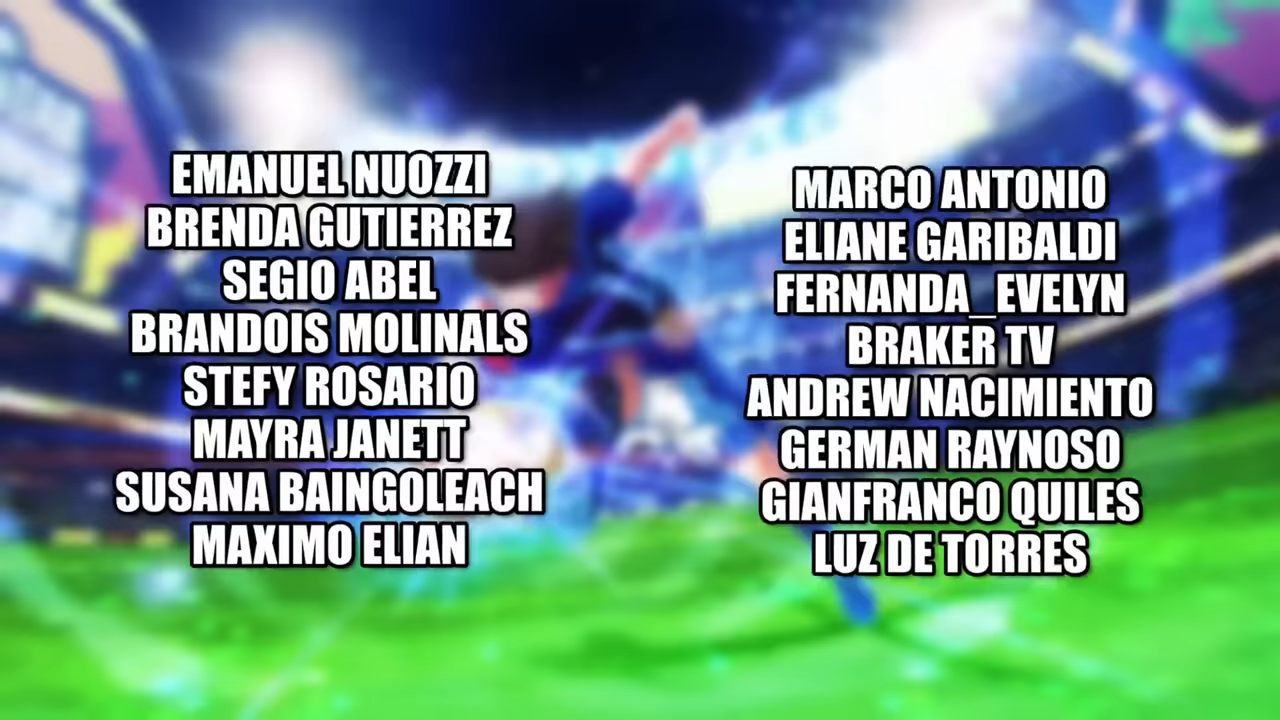 EMANUEL NUOZZI
BRENDA GUTIERREZ
SEGIO ABEL
BRANDOIS MOLINALS
STEFY ROSARIO
MAYRA JANETT
SUSANA BAINGOLEACH
MAXIMO ELIAN
MARCO ANTONIO
ELIANE GARIBALDI
FERNANDA_EVELYN
BRAKER TV
ANDREW NACIMIENTO
GERMAN RAYNOSO
GIANFRANCO QUILES
LUZ DE TORRES